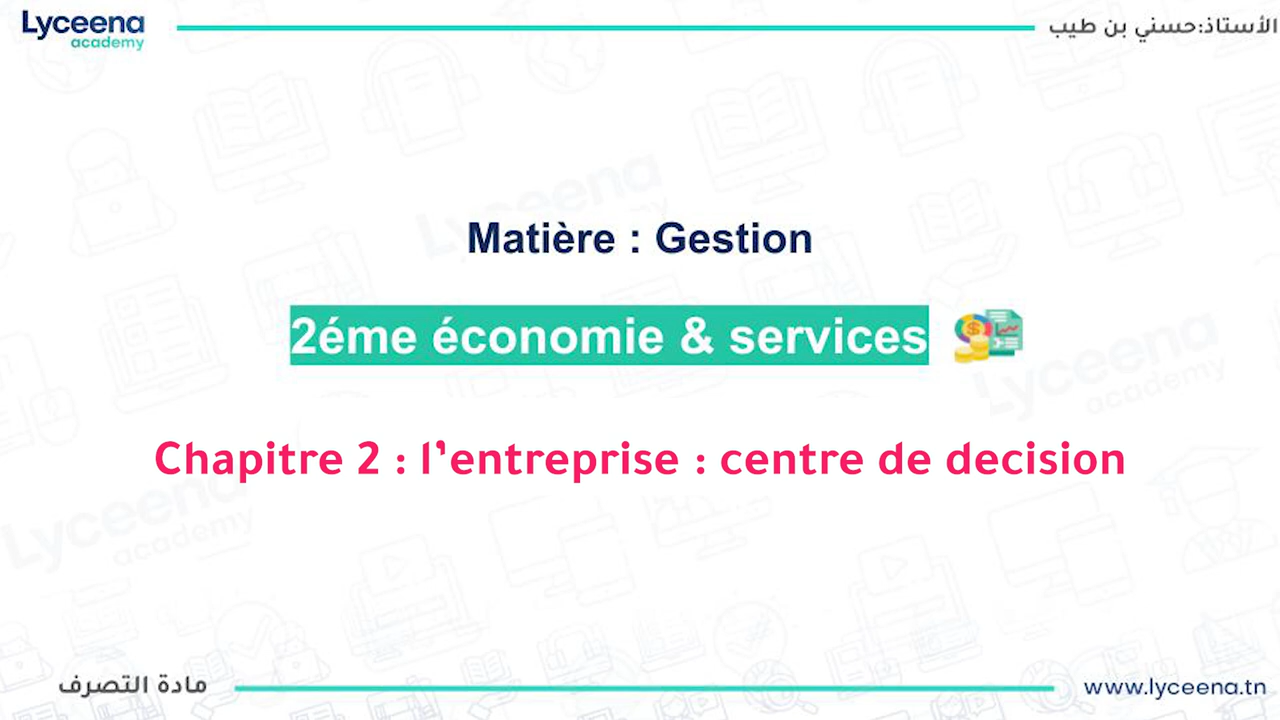 Lyceena
academy
الأستاذ:حسني بن طيب
Matière : Gestion
2éme économie & services
Chapitre 2 : l'entreprise : centre de decision
مادة التصرف
www.lyceena.tn